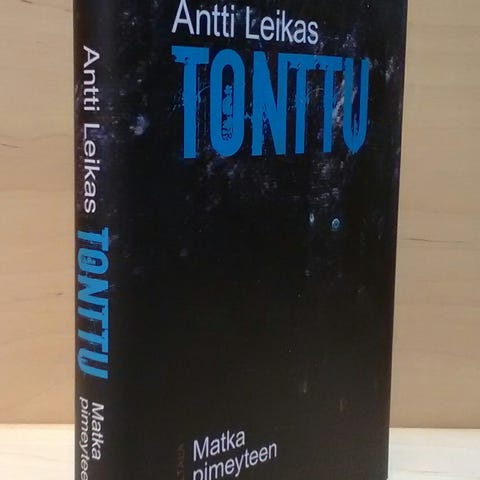 Antti Leikas
TONTTU
Matka
pimeyteen
Antti Leikas
TONTTU
Matka
pimeyteen